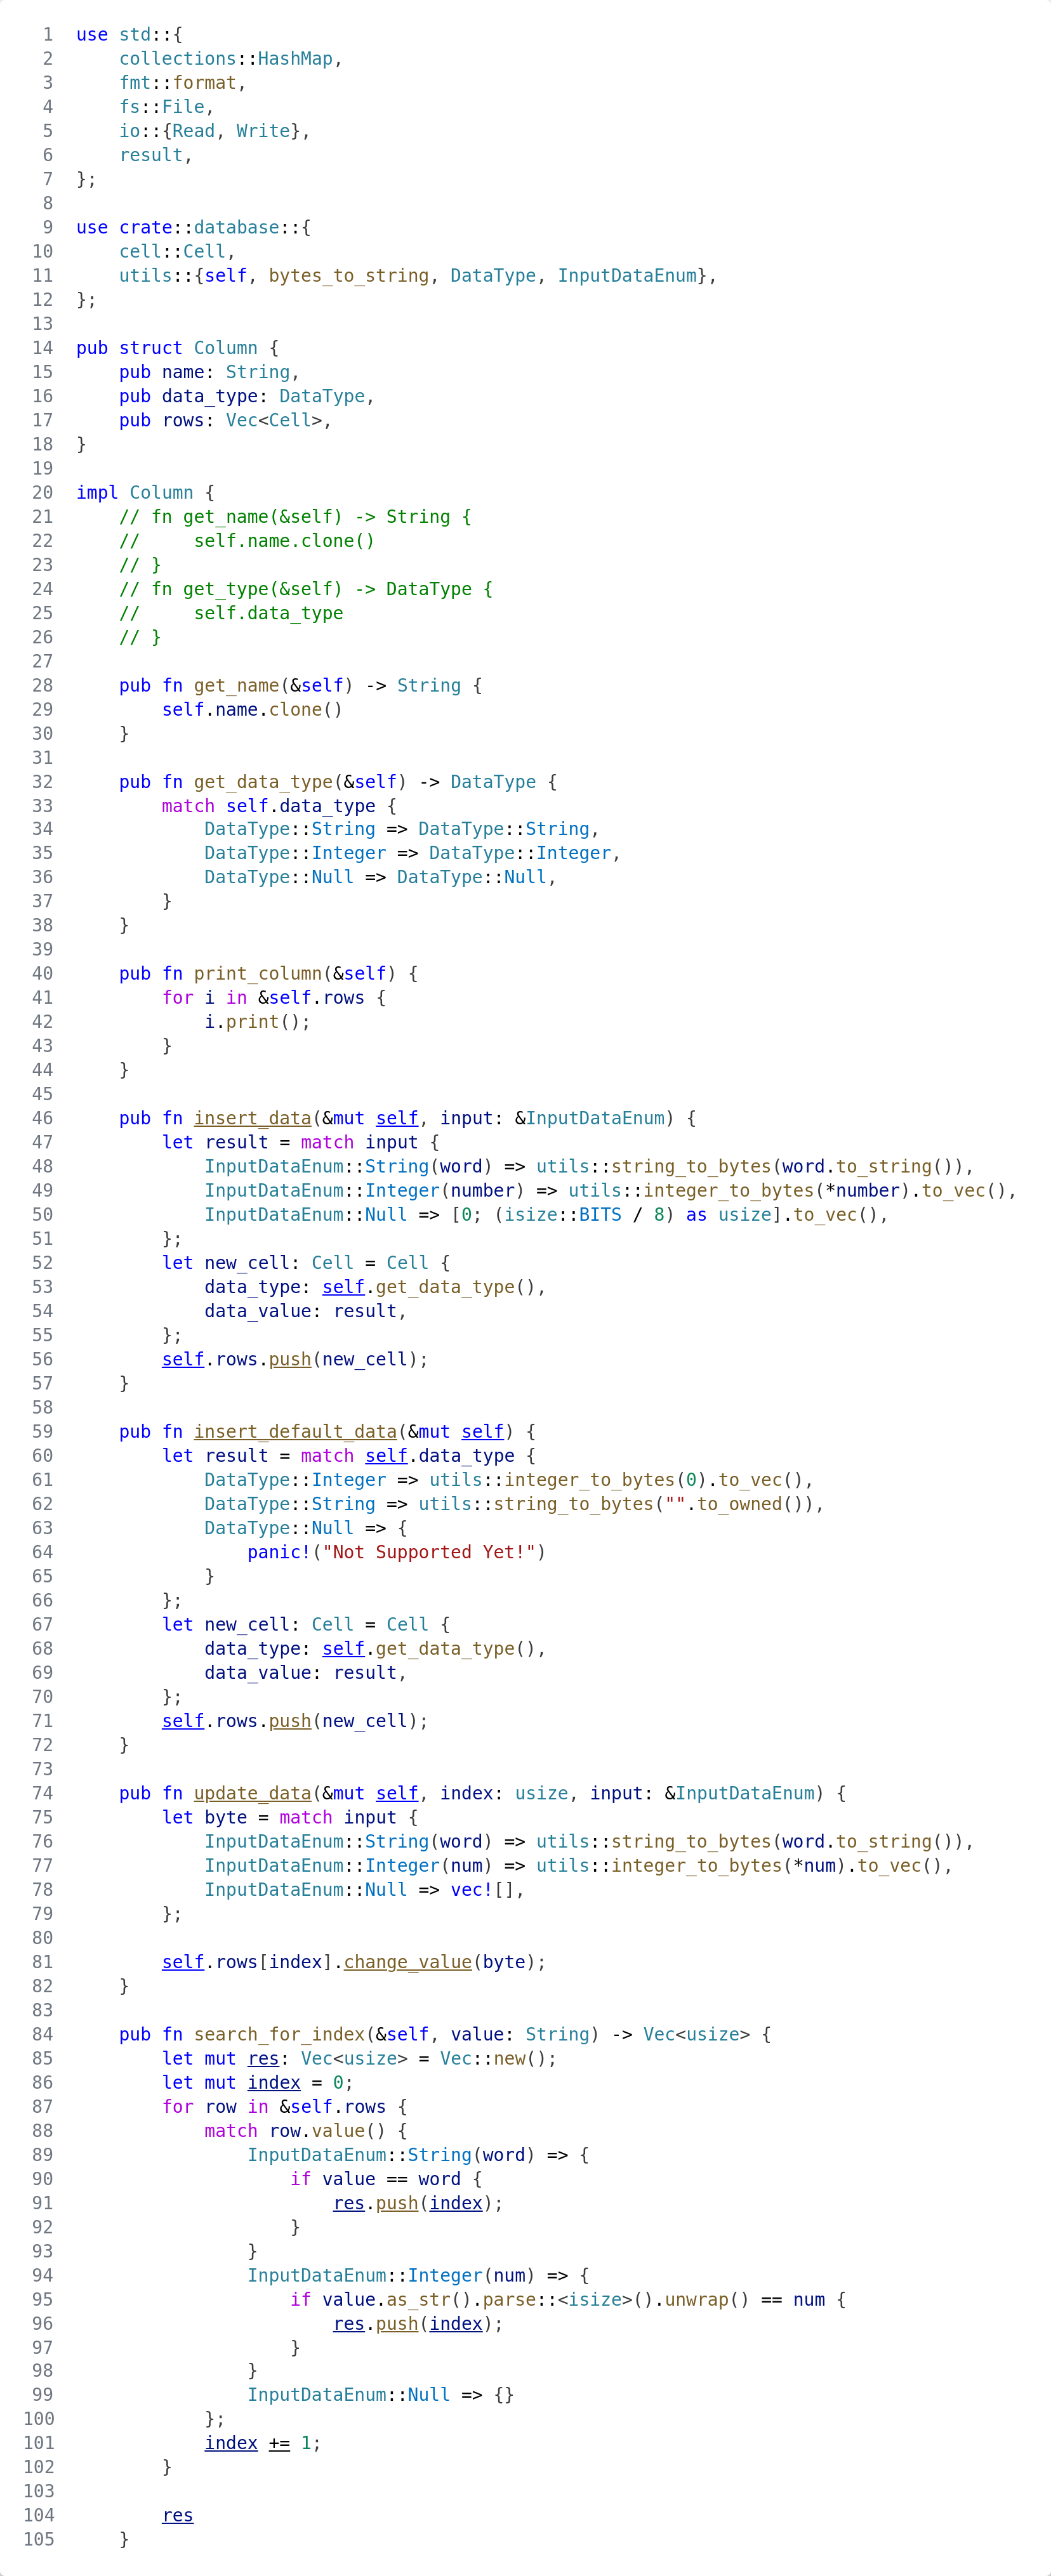 1 use std::{
2     collections::HashMap,
3     fmt::format,
4     fs::File,
5     io::{Read, Write},
6     result,
7 };
8
9 use crate::database::{
10     cell::Cell,
11     utils::{self, bytes_to_string, DataType, InputDataEnum},
12 };
13
14 pub struct Column {
15     pub name: String,
16     pub data_type: DataType,
17     pub rows: Vec<Cell>,
18 }
19
20 impl Column {
21     // fn get_name(&self) -> String {
22     //     self.name.clone()
23     // }
24     // fn get_type(&self) -> DataType {
25     //     self.data_type
26     // }
27
28     pub fn get_name(&self) -> String {
29         self.name.clone()
30     }
31
32     pub fn get_data_type(&self) -> DataType {
33         match self.data_type {
34             DataType::String => DataType::String,
35             DataType::Integer => DataType::Integer,
36             DataType::Null => DataType::Null,
37         }
38     }
39
40     pub fn print_column(&self) {
41         for i in &self.rows {
42             i.print();
43         }
44     }
45
46     pub fn insert_data(&mut self, input: &InputDataEnum) {
47         let result = match input {
48             InputDataEnum::String(word) => utils::string_to_bytes(word.to_string()),
49             InputDataEnum::Integer(number) => utils::integer_to_bytes(*number).to_vec(),
50             InputDataEnum::Null => [0; (isize::BITS / 8) as usize].to_vec(),
51         };
52         let new_cell: Cell = Cell {
53             data_type: self.get_data_type(),
54             data_value: result,
55         };
56         self.rows.push(new_cell);
57     }
58
59     pub fn insert_default_data(&mut self) {
60         let result = match self.data_type {
61             DataType::Integer => utils::integer_to_bytes(0).to_vec(),
62             DataType::String => utils::string_to_bytes("".to_owned()),
63             DataType::Null => {
64                 panic!("Not Supported Yet!")
65             }
66         };
67         let new_cell: Cell = Cell {
68             data_type: self.get_data_type(),
69             data_value: result,
70         };
71         self.rows.push(new_cell);
72     }
73
74     pub fn update_data(&mut self, index: usize, input: &InputDataEnum) {
75         let byte = match input {
76             InputDataEnum::String(word) => utils::string_to_bytes(word.to_string()),
77             InputDataEnum::Integer(num) => utils::integer_to_bytes(*num).to_vec(),
78             InputDataEnum::Null => vec![],
79         };
80
81         self.rows[index].change_value(byte);
82     }
83
84     pub fn search_for_index(&self, value: String) -> Vec<usize> {
85         let mut res: Vec<usize> = Vec::new();
86         let mut index = 0;
87         for row in &self.rows {
88             match row.value() {
89                 InputDataEnum::String(word) => {
90                     if value == word {
91                         res.push(index);
92                     }
93                 }
94                 InputDataEnum::Integer(num) => {
95                     if value.as_str().parse::<isize>().unwrap() == num {
96                         res.push(index);
97                     }
98                 }
99                 InputDataEnum::Null => {}
100             };
101             index += 1;
102         }
103
104         res
105     }